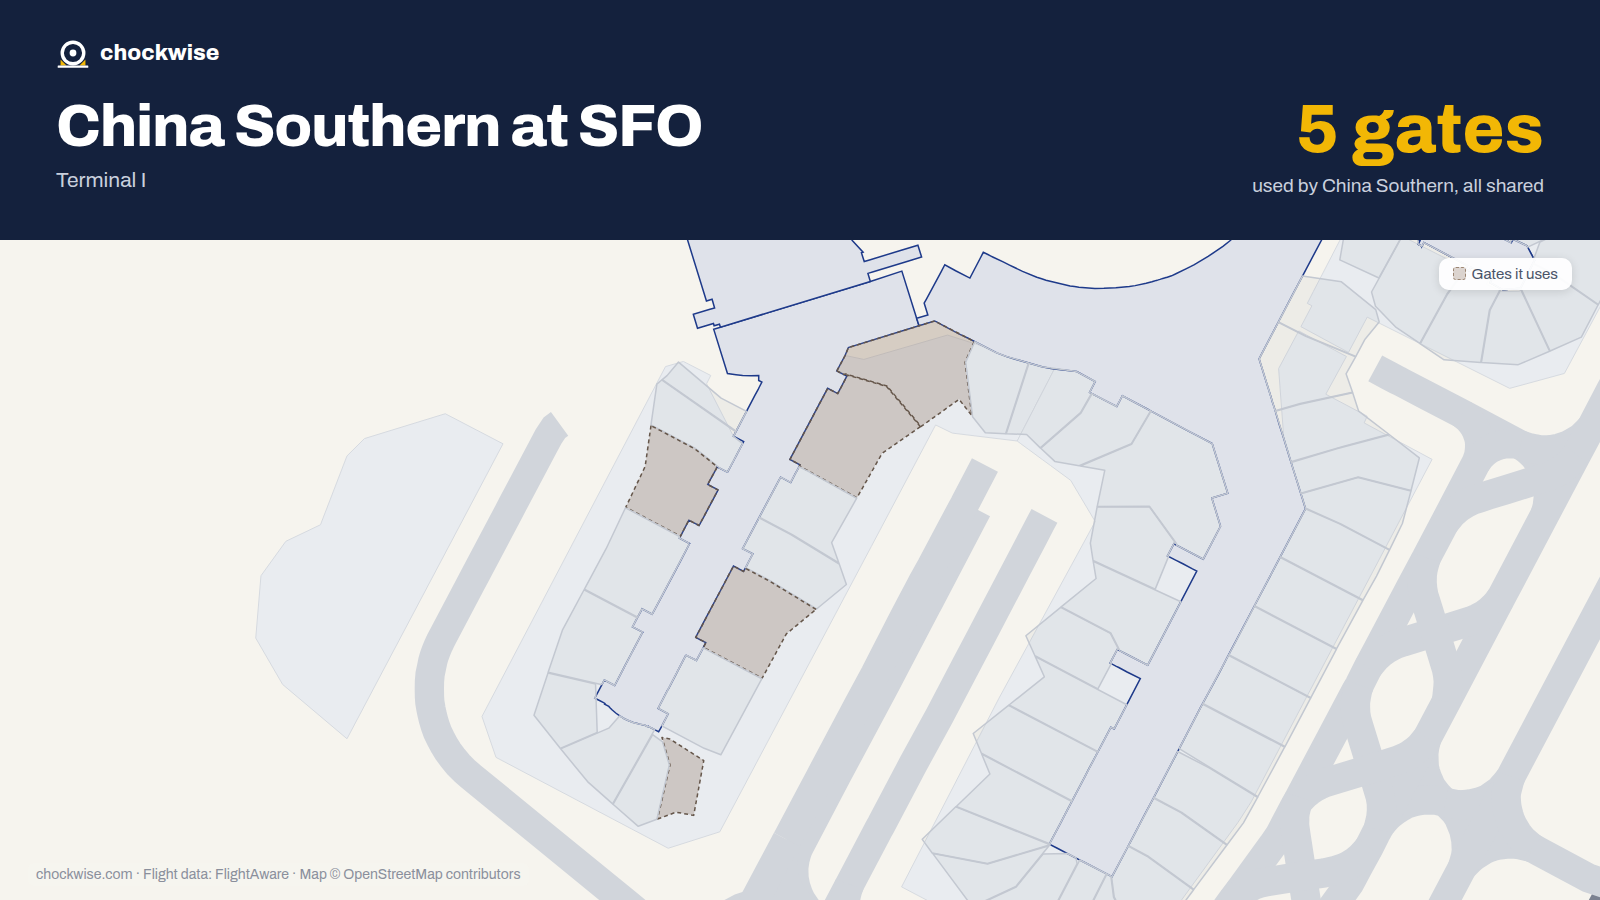 chockwise
China Southern at SFO
Terminal I
5 gates
used by China Southern, all shared
Gates it uses
chockwise.com · Flight data: FlightAware · Map © OpenStreetMap contributors